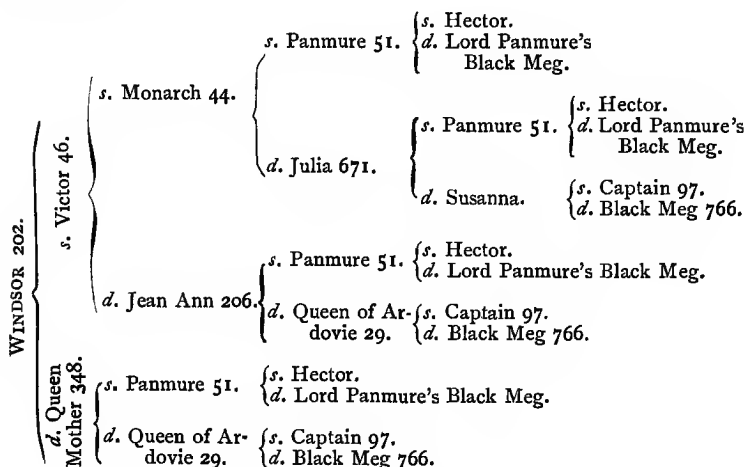 s. Hector.
s. Panmure 51.
d. Lord Panmure's
Black Meg.
s. Monarch 44.
s. Hector.
s. Panmure 51.
d. Lord Panmure's
Black Meg.
d. Julia 671.
d. Susanna.
s. Captain 97.
d. Black Meg 766.
s. Victor 46.
WINDSOR 202.
s. Hector.
s. Panmure 51.
d. Lord Panmure's Black Meg.
d. Jean Ann 206.
d. Queen of Ar-
dovie 29.
s. Captain 97.
d. Black Meg 766.
d. Queen
Mother 348.
s. Hector.
s. Panmure 51.
d. Lord Panmure's Black Meg.
d. Queen of Ar-
dovie 29.
s. Captain 97.
d. Black Meg 766.